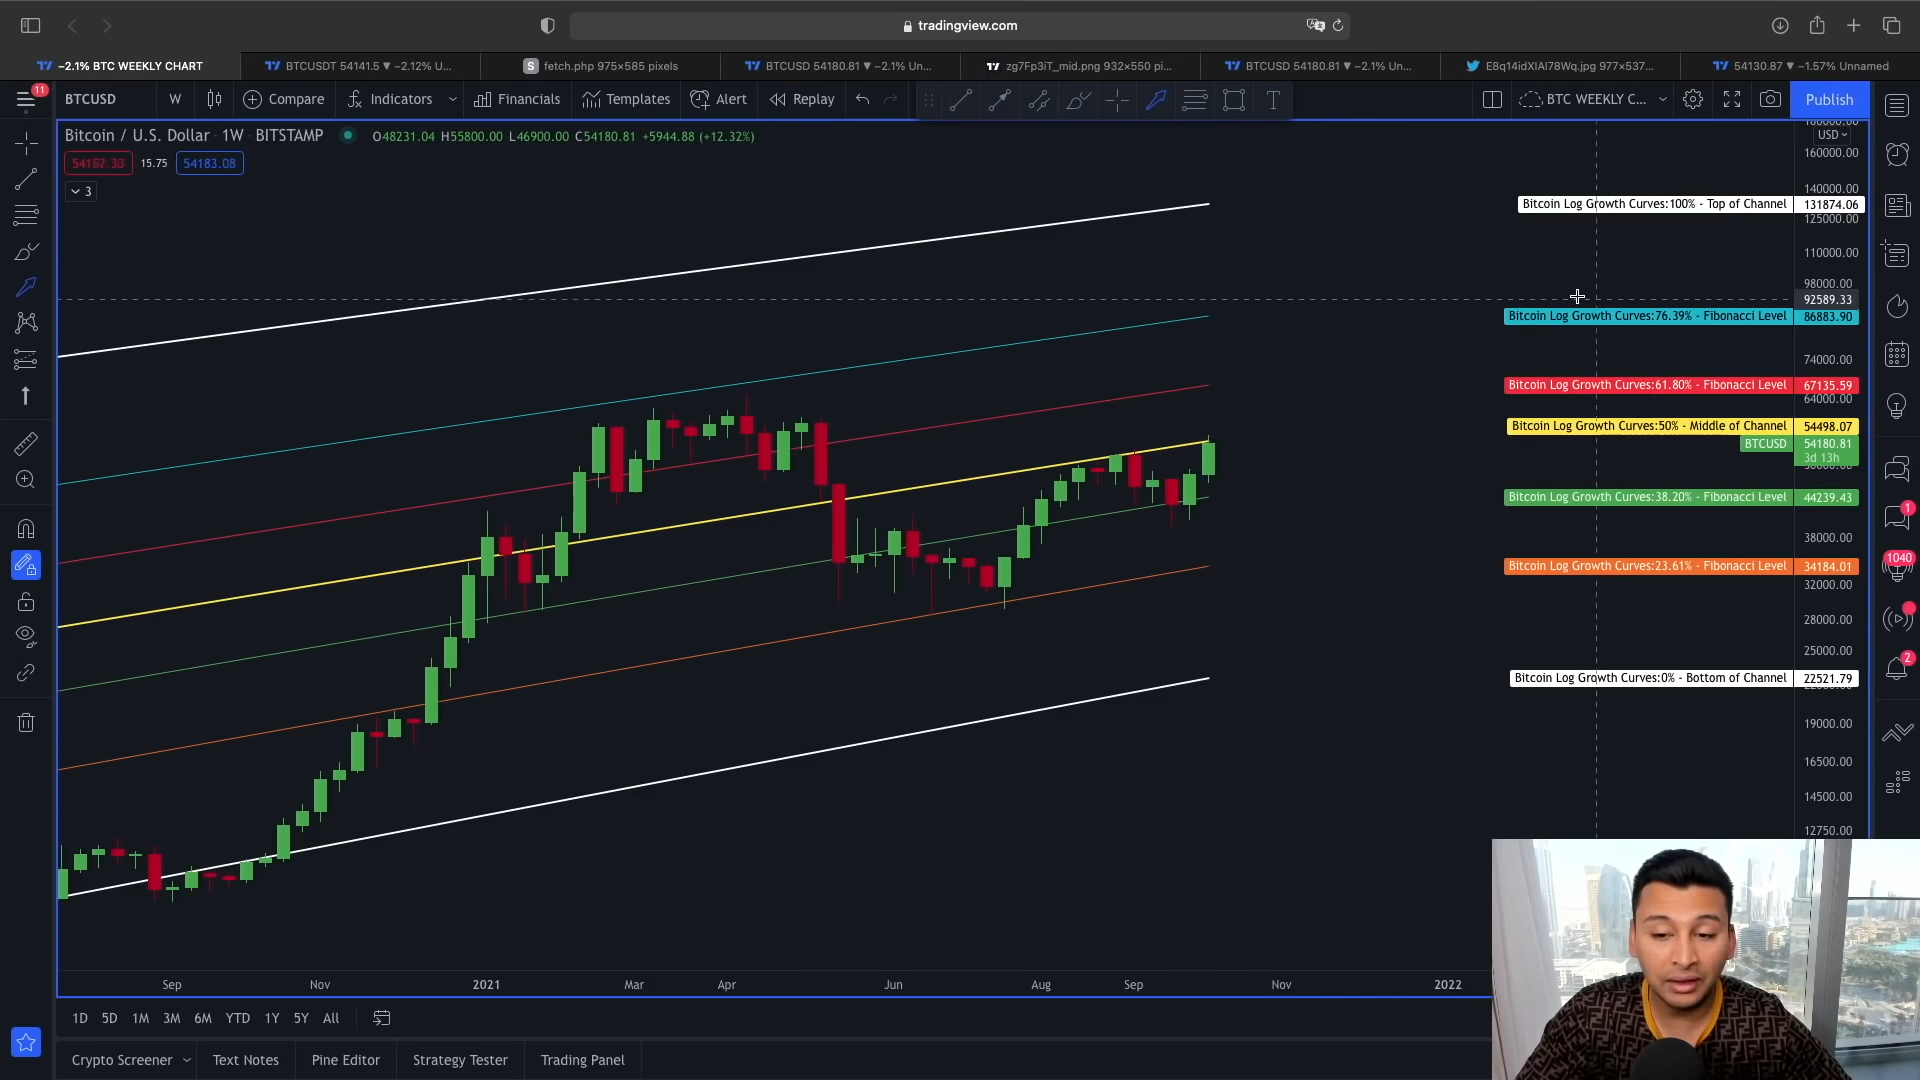 tradingview.com
−2.1% BTC WEEKLY CHART
BTCUSDT 54141.5 ▼ −2.12% U...
S fetch.php 975×585 pixels
BTCUSD 54180.81 ▼ −2.1% Un...
zg7Fp3iT_mid.png 932×550 pi...
BTCUSD 54180.81 ▼ −2.1% Un...
E8q14idXIAI78Wq.jpg 977×537...
54130.87 ▼ −1.57% Unnamed
11
BTCUSD
W
Compare
Indicators
Financials
Templates
Alert
Replay
T
BTC WEEKLY C...
Publish
Bitcoin / U.S. Dollar · 1W · BITSTAMP
O48231.04 H55800.00 L46900.00 C54180.81 +5944.88 (+12.32%)
15.75
54183.08
3
USD
160000.00
140000.00
Bitcoin Log Growth Curves:100% - Top of Channel 131874.06
125000.00
110000.00
98000.00
92589.33
Bitcoin Log Growth Curves:76.39% - Fibonacci Level 86883.90
74000.00
Bitcoin Log Growth Curves:61.80% - Fibonacci Level 67135.59
64000.00
Bitcoin Log Growth Curves:50% - Middle of Channel 54498.07
BTCUSD 54180.81
3d 13h
Bitcoin Log Growth Curves:38.20% - Fibonacci Level 44239.43
1
38000.00
1040
Bitcoin Log Growth Curves:23.61% - Fibonacci Level 34184.01
32000.00
28000.00
25000.00
2
Bitcoin Log Growth Curves:0% - Bottom of Channel 22521.79
19000.00
16500.00
14500.00
12750.00
Sep
Nov
2021
Mar
Apr
Jun
Aug
Sep
Nov
2022
1D 5D 1M 3M 6M YTD 1Y 5Y All
Crypto Screener
Text Notes
Pine Editor
Strategy Tester
Trading Panel